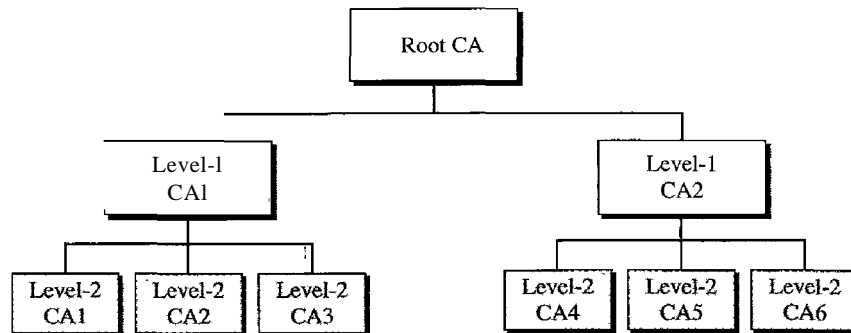 Root CA
Level-1
CA1
Level-1
CA2
Level-2
CA1
Level-2
CA2
Level-2
CA3
Level-2
CA4
Level-2
CA5
Level-2
CA6